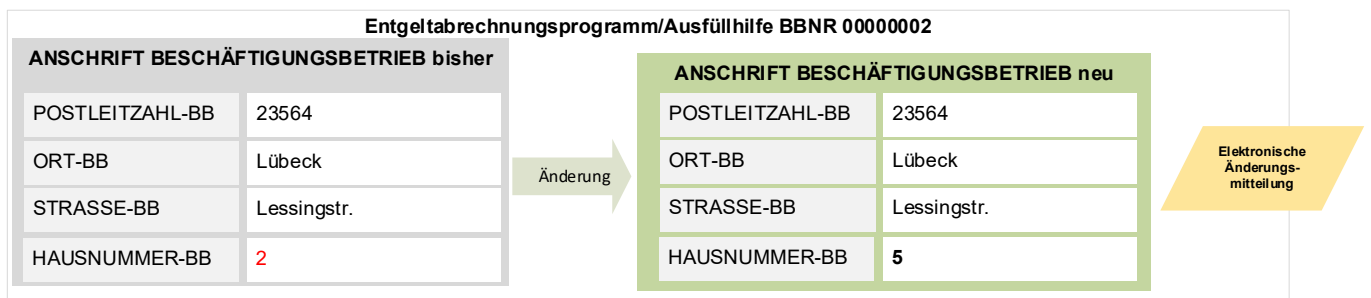 Entgeltabrechnungsprogramm/Ausfüllhilfe BBNR 00000002
ANSCHRIFT BESCHÄFTIGUNGSBETRIEB bisher
POSTLEITZAHL-BB 23564
ORT-BB Lübeck
STRASSE-BB Lessingstr.
HAUSNUMMER-BB 2
Änderung
ANSCHRIFT BESCHÄFTIGUNGSBETRIEB neu
POSTLEITZAHL-BB 23564
ORT-BB Lübeck
STRASSE-BB Lessingstr.
HAUSNUMMER-BB 5
Elektronische
Änderungs-
mitteilung